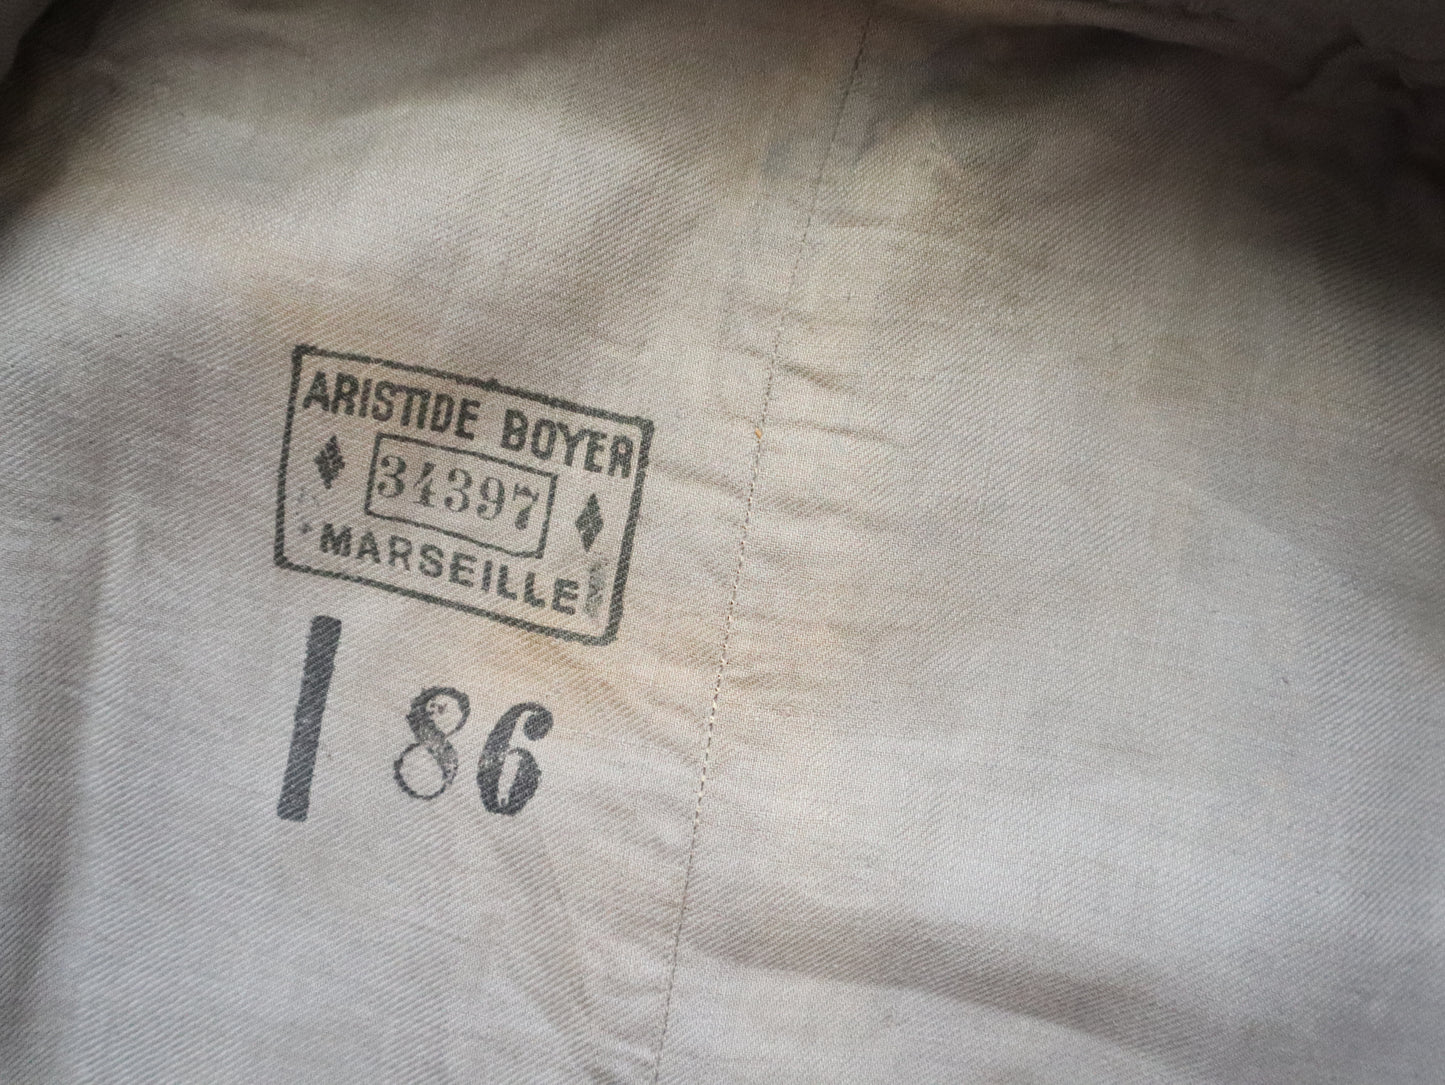 ARISTIDE BOYER
34397
MARSEILLE
I 86